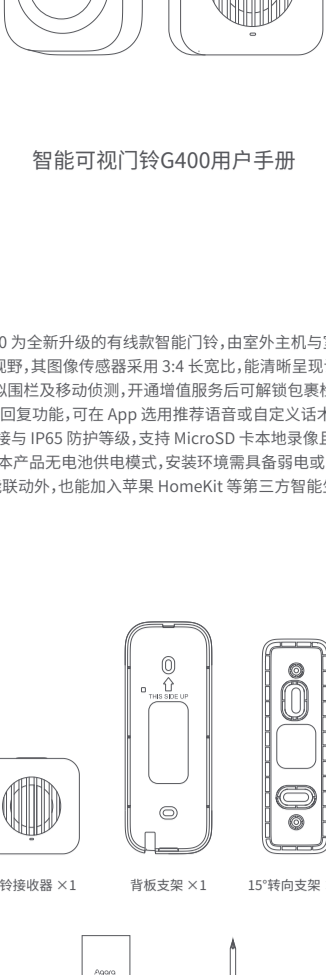 智能可视门铃G400用户手册
0 为全新升级的有线款智能门铃，由室外主机与
视野，其图像传感器采用 3:4 长宽比，能清晰呈现
以围栏及移动侦测，开通增值服务后可解锁包裹
回复功能，可在 App 选用推荐语音或自定义话术
接与 IP65 防护等级，支持 MicroSD 卡本地录像且
本产品无电池供电模式，安装环境需具备弱电或
能联动外，也能加入苹果 HomeKit 等第三方智能
THIS SIDE UP
铃接收器 ×1
背板支架 ×1
15°转向支架
Aqara